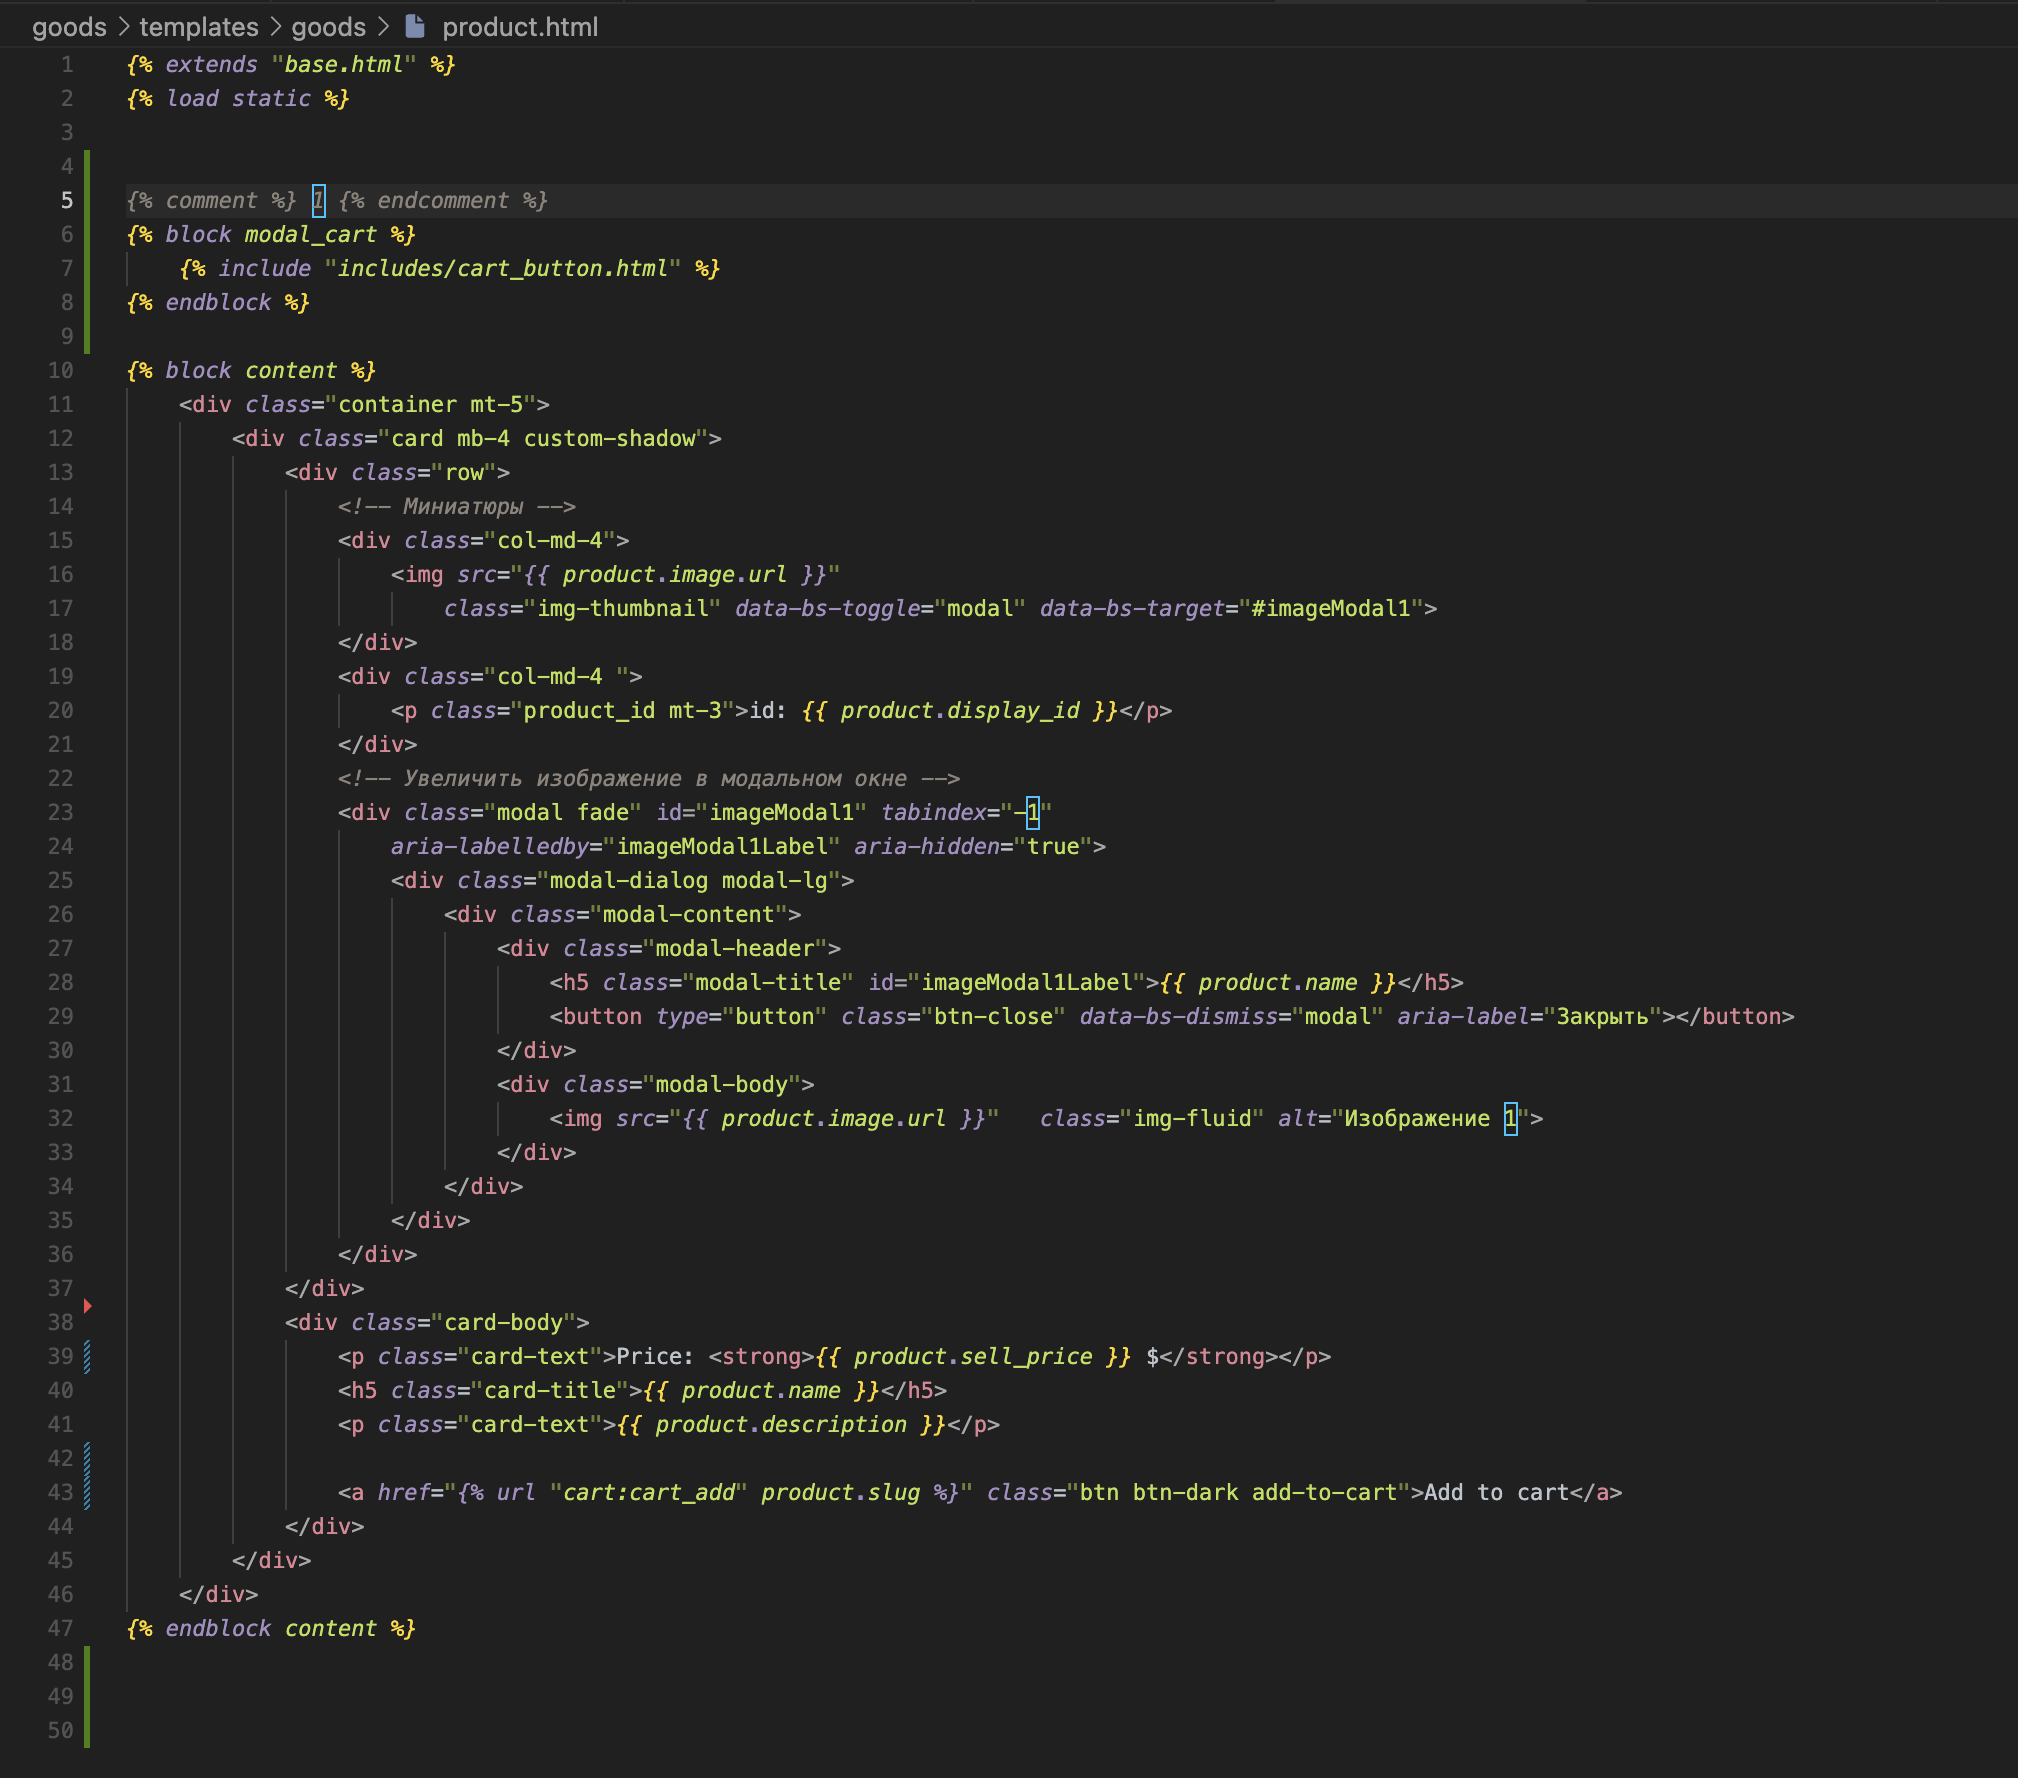 goods > templates > goods > product.html
1 {% extends "base.html" %}
2 {% load static %}
3
4
5 {% comment %} 1 {% endcomment %}
6 {% block modal_cart %}
7     {% include "includes/cart_button.html" %}
8 {% endblock %}
9
10 {% block content %}
11     <div class="container mt-5">
12         <div class="card mb-4 custom-shadow">
13             <div class="row">
14                 <!-- Миниатюры -->
15                 <div class="col-md-4">
16                     <img src="{{ product.image.url }}"
17                         class="img-thumbnail" data-bs-toggle="modal" data-bs-target="#imageModal1">
18                 </div>
19                 <div class="col-md-4 ">
20                     <p class="product_id mt-3">id: {{ product.display_id }}</p>
21                 </div>
22                 <!-- Увеличить изображение в модальном окне -->
23                 <div class="modal fade" id="imageModal1" tabindex="-1"
24                     aria-labelledby="imageModal1Label" aria-hidden="true">
25                     <div class="modal-dialog modal-lg">
26                         <div class="modal-content">
27                             <div class="modal-header">
28                                 <h5 class="modal-title" id="imageModal1Label">{{ product.name }}</h5>
29                                 <button type="button" class="btn-close" data-bs-dismiss="modal" aria-label="Закрыть"></button>
30                             </div>
31                             <div class="modal-body">
32                                 <img src="{{ product.image.url }}"   class="img-fluid" alt="Изображение 1">
33                             </div>
34                         </div>
35                     </div>
36                 </div>
37             </div>
38             <div class="card-body">
39                 <p class="card-text">Price: <strong>{{ product.sell_price }} $</strong></p>
40                 <h5 class="card-title">{{ product.name }}</h5>
41                 <p class="card-text">{{ product.description }}</p>
42
43                 <a href="{% url "cart:cart_add" product.slug %}" class="btn btn-dark add-to-cart">Add to cart</a>
44             </div>
45         </div>
46     </div>
47 {% endblock content %}
48
49
50